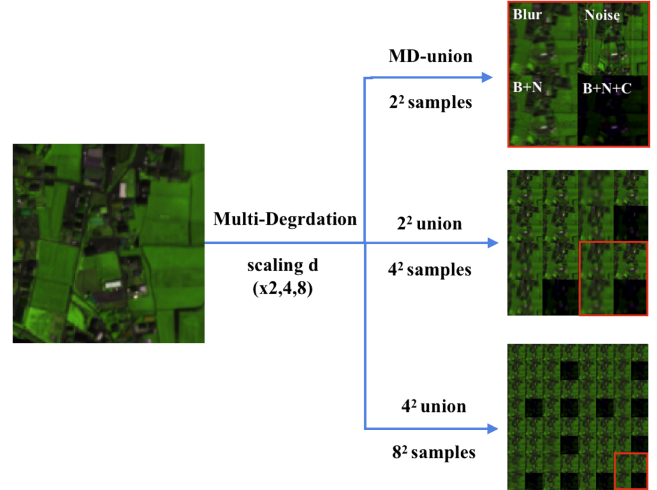 Blur
Noise
B+N
B+N+C
MD-union
2² samples
Multi-Degrdation
scaling d
(x2,4,8)
2² union
4² samples
4² union
8² samples